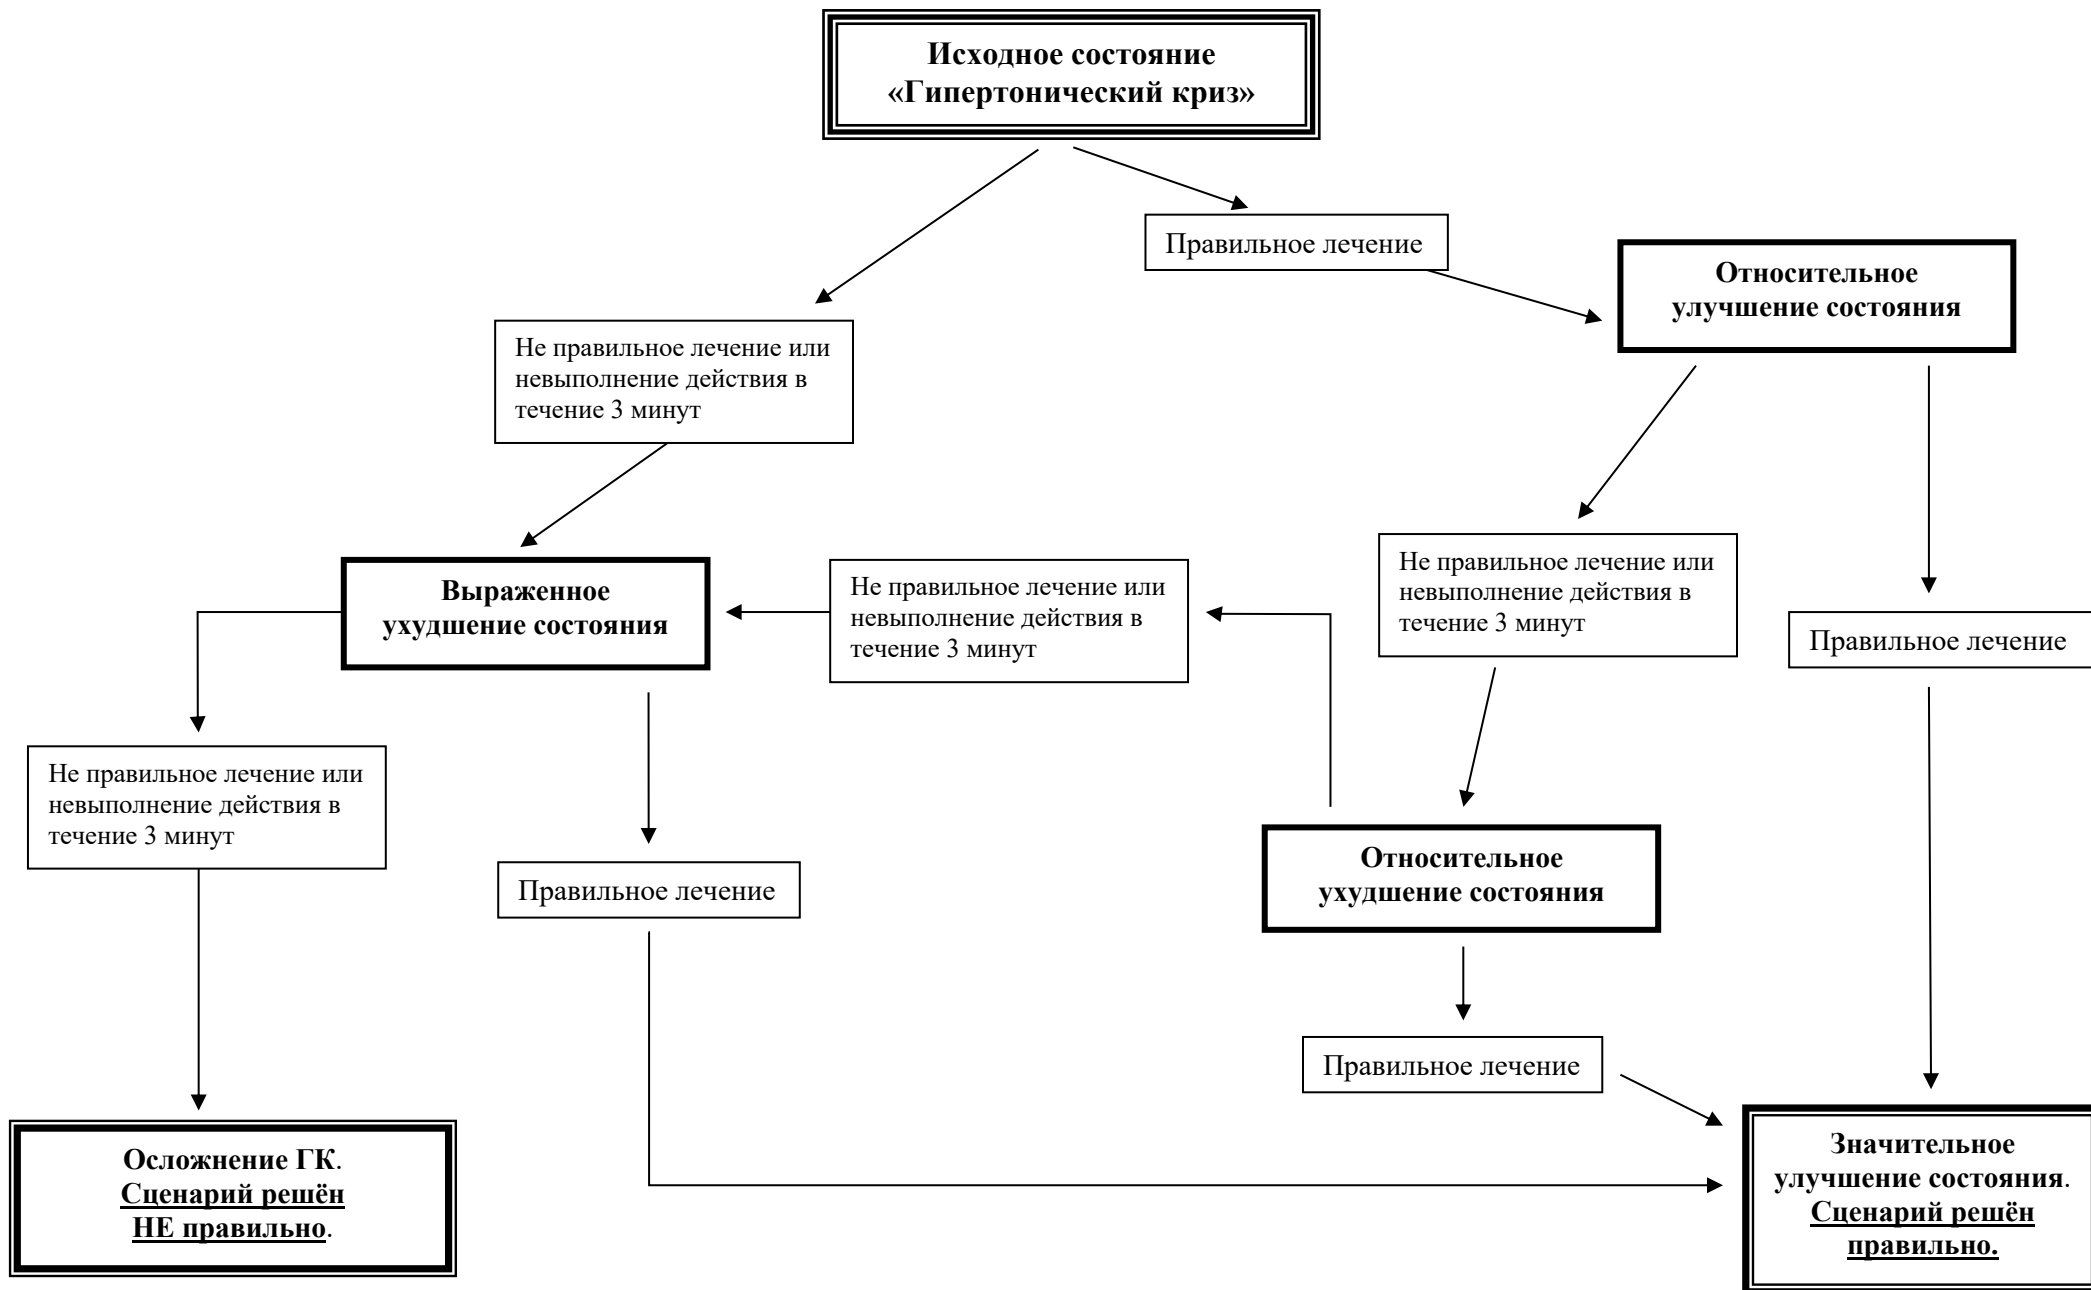 Исходное состояние
«Гипертонический криз»
Правильное лечение
Относительное
улучшение состояния
Не правильное лечение или
невыполнение действия в
течение 3 минут
Выраженное
ухудшение состояния
Не правильное лечение или
невыполнение действия в
течение 3 минут
Не правильное лечение или
невыполнение действия в
течение 3 минут
Правильное лечение
Не правильное лечение или
невыполнение действия в
течение 3 минут
Правильное лечение
Относительное
ухудшение состояния
Правильное лечение
Осложнение ГК.
Сценарий решён
НЕ правильно.
Значительное
улучшение состояния.
Сценарий решён
правильно.